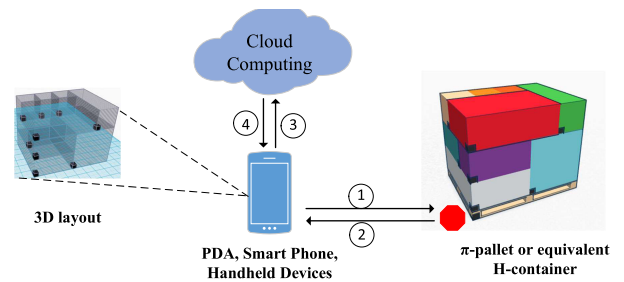 Cloud
Computing
4
3
1
2
3D layout
PDA, Smart Phone,
Handheld Devices
π-pallet or equivalent
H-container